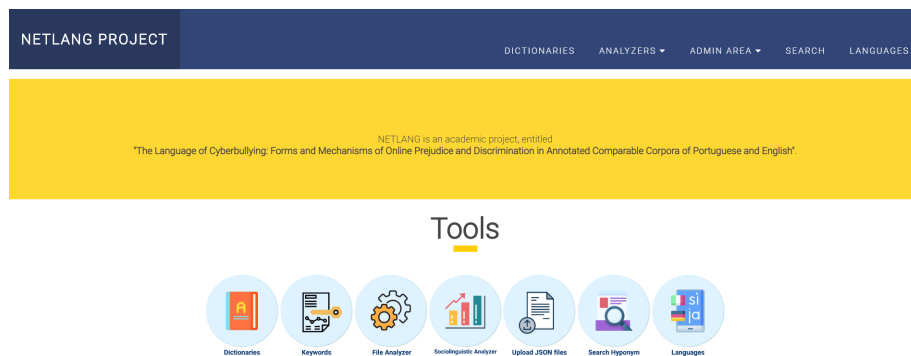 NETLANG PROJECT
DICTIONARIES ANALYZERS ADMIN AREA SEARCH LANGUAGES
NETLANG is an academic project, entitled
"The Language of Cyberbullying: Forms and Mechanisms of Online Prejudice and Discrimination in Annotated Comparable Corpora of Portuguese and English".
Tools
A
sì
ja
Dictionaries Keywords File Analyzer Sociolinguistic Analyzer Upload JSON files Search Hyponym Languages